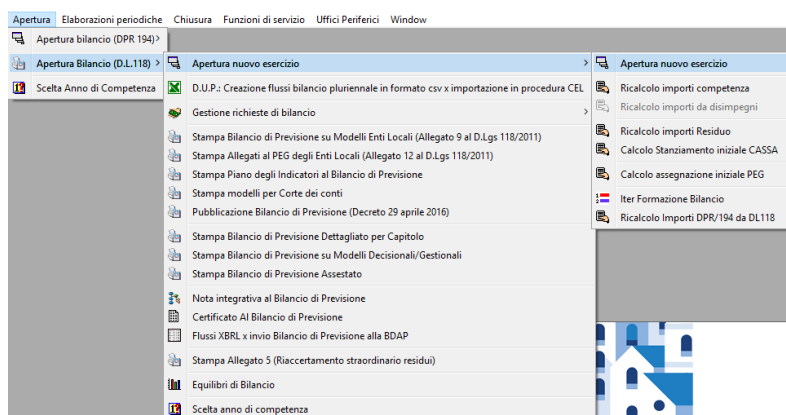 Apertura Elaborazioni periodiche Chiusura Funzioni di servizio Uffici Periferici Window
Apertura bilancio (DPR 194)
Apertura Bilancio (D.L.118)
Scelta Anno di Competenza
Apertura nuovo esercizio
D.U.P.: Creazione flussi bilancio pluriennale in formato csv x importazione in procedura CEL
Gestione richieste di bilancio
Stampa Bilancio di Previsione su Modelli Enti Locali (Allegato 9 al D.Lgs 118/2011)
Stampa Allegati al PEG degli Enti Locali (Allegato 12 al D.Lgs 118/2011)
Stampa Piano degli Indicatori al Bilancio di Previsione
Stampa modelli per Corte dei conti
Pubblicazione Bilancio di Previsione (Decreto 29 aprile 2016)
Stampa Bilancio di Previsione Dettagliato per Capitolo
Stampa Bilancio di Previsione su Modelli Decisionali/Gestionali
Stampa Bilancio di Previsione Assestato
Nota integrativa al Bilancio di Previsione
Certificato Al Bilancio di Previsione
Flussi XBRL x invio Bilancio di Previsione alla BDAP
Stampa Allegato 5 (Riaccertamento straordinario residui)
Equilibri di Bilancio
Scelta anno di competenza
Apertura nuovo esercizio
Ricalcolo importi competenza
Ricalcolo importi da disimpegni
Ricalcolo importi Residuo
Calcolo Stanziamento iniziale CASSA
Calcolo assegnazione iniziale PEG
Iter Formazione Bilancio
Ricalcolo Importi DPR/194 da DL118